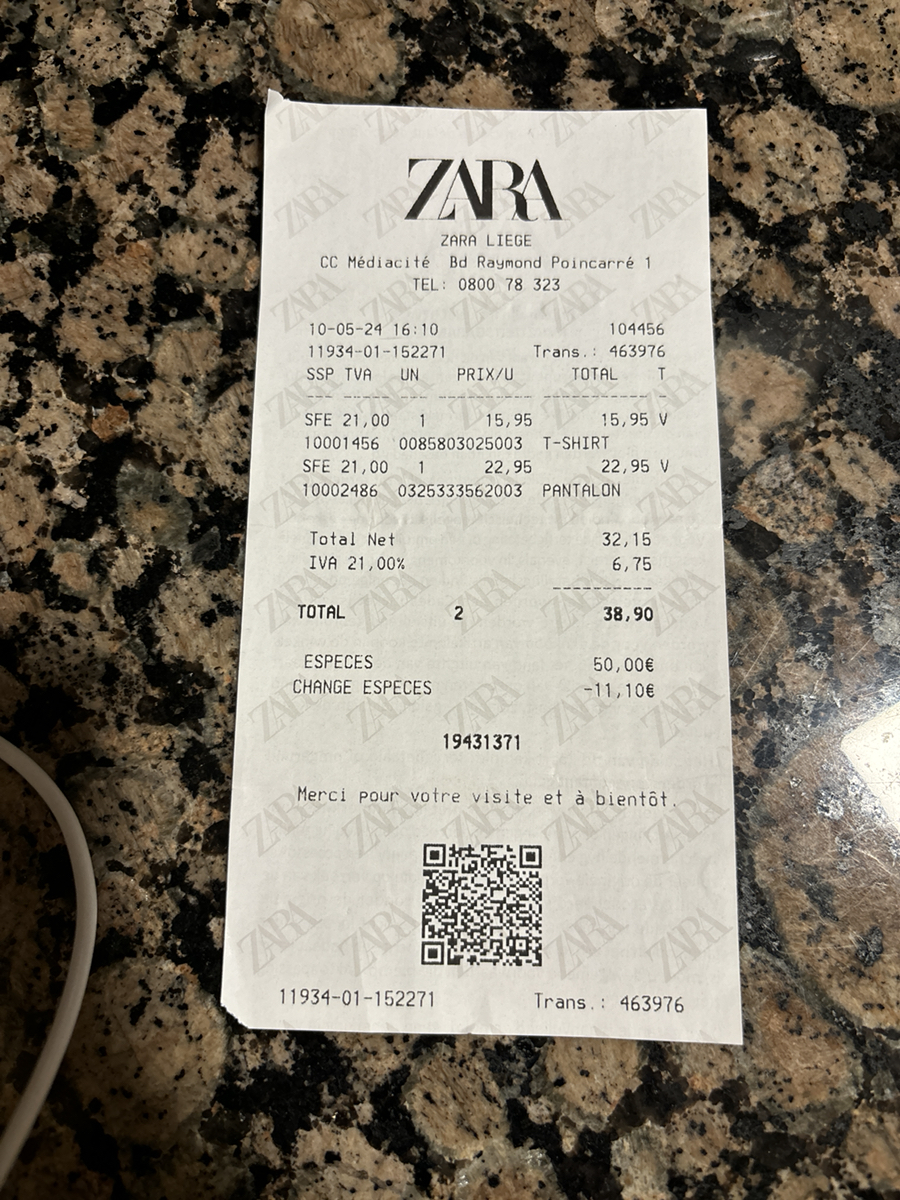 ZARA
ZARA LIEGE
CC Médiacité Bd Raymond Poincarré 1
TEL: 0800 78 323
10-05-24 16:10 104456
11934-01-152271 Trans.: 463976
SSP TVA UN PRIX/U TOTAL T
--- ----- --- ---------- ---------- -
SFE 21,00 1 15,95 15,95 V
10001456 0085803025003 T-SHIRT
SFE 21,00 1 22,95 22,95 V
10002486 0325333562003 PANTALON
Total Net 32,15
IVA 21,00% 6,75
----------
TOTAL 2 38,90
ESPECES 50,00€
CHANGE ESPECES -11,10€
19431371
Merci pour votre visite et à bientôt.
11934-01-152271 Trans.: 463976